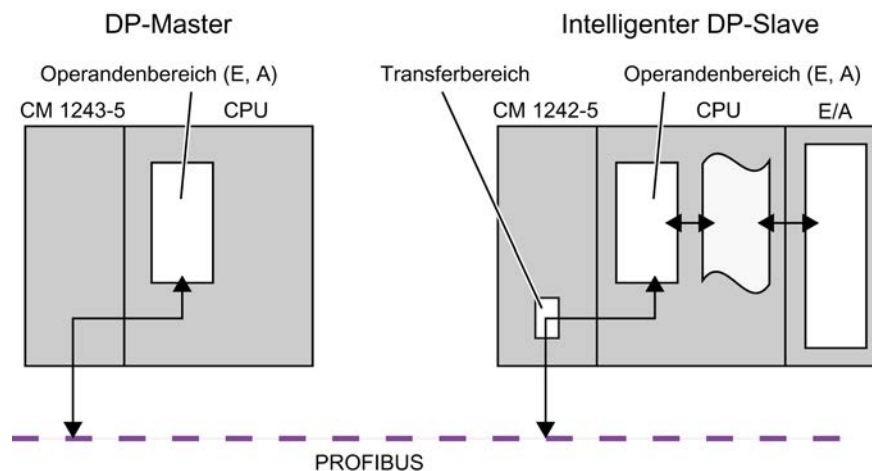 DP-Master
Intelligenter DP-Slave
Operandenbereich (E, A)
Transferbereich
Operandenbereich (E, A)
CM 1243-5
CPU
CM 1242-5
CPU
E/A
PROFIBUS